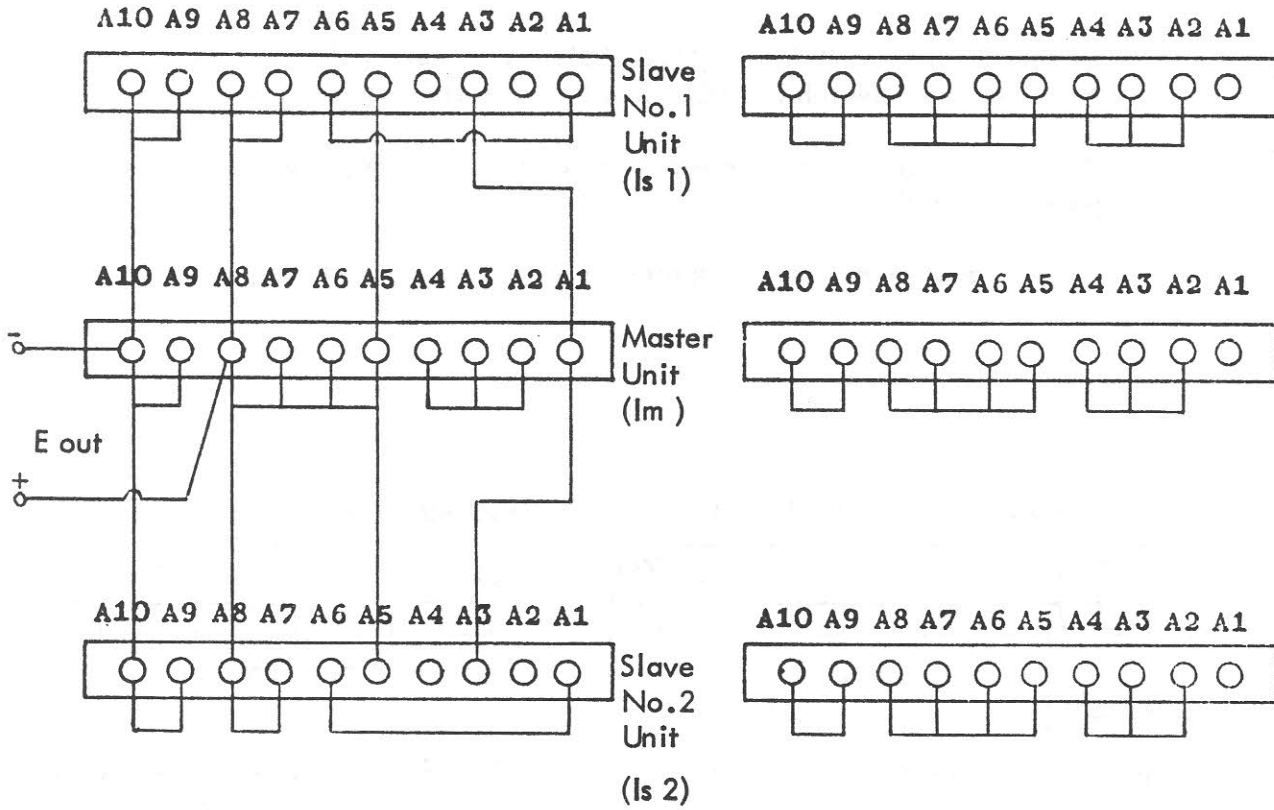 A10 A9 A8 A7 A6 A5 A4 A3 A2 A1
Slave
No.1
Unit
(Is 1)
A10 A9 A8 A7 A6 A5 A4 A3 A2 A1
A10 A9 A8 A7 A6 A5 A4 A3 A2 A1
Master
Unit
(Im )
A10 A9 A8 A7 A6 A5 A4 A3 A2 A1
-
E out
+
A10 A9 A8 A7 A6 A5 A4 A3 A2 A1
Slave
No.2
Unit
(Is 2)
A10 A9 A8 A7 A6 A5 A4 A3 A2 A1